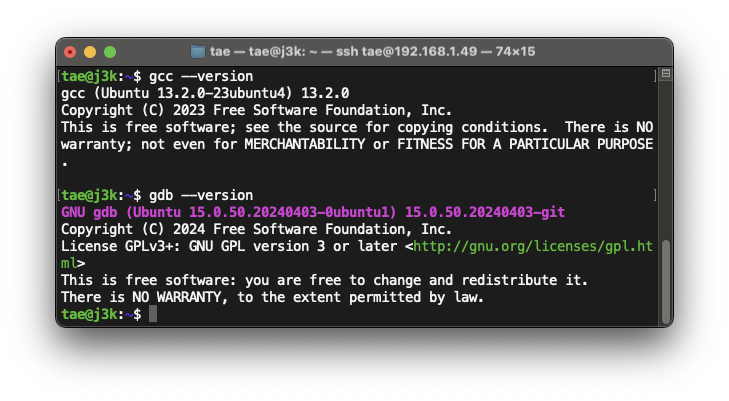 tae — tae@j3k: ~ — ssh tae@192.168.1.49 — 74×15
[tae@j3k:~$ gcc --version ]
gcc (Ubuntu 13.2.0-23ubuntu4) 13.2.0
Copyright (C) 2023 Free Software Foundation, Inc.
This is free software; see the source for copying conditions.  There is NO
warranty; not even for MERCHANTABILITY or FITNESS FOR A PARTICULAR PURPOSE
.
[tae@j3k:~$ gdb --version ]
GNU gdb (Ubuntu 15.0.50.20240403-0ubuntu1) 15.0.50.20240403-git
Copyright (C) 2024 Free Software Foundation, Inc.
License GPLv3+: GNU GPL version 3 or later <http://gnu.org/licenses/gpl.ht
ml>
This is free software: you are free to change and redistribute it.
There is NO WARRANTY, to the extent permitted by law.
tae@j3k:~$